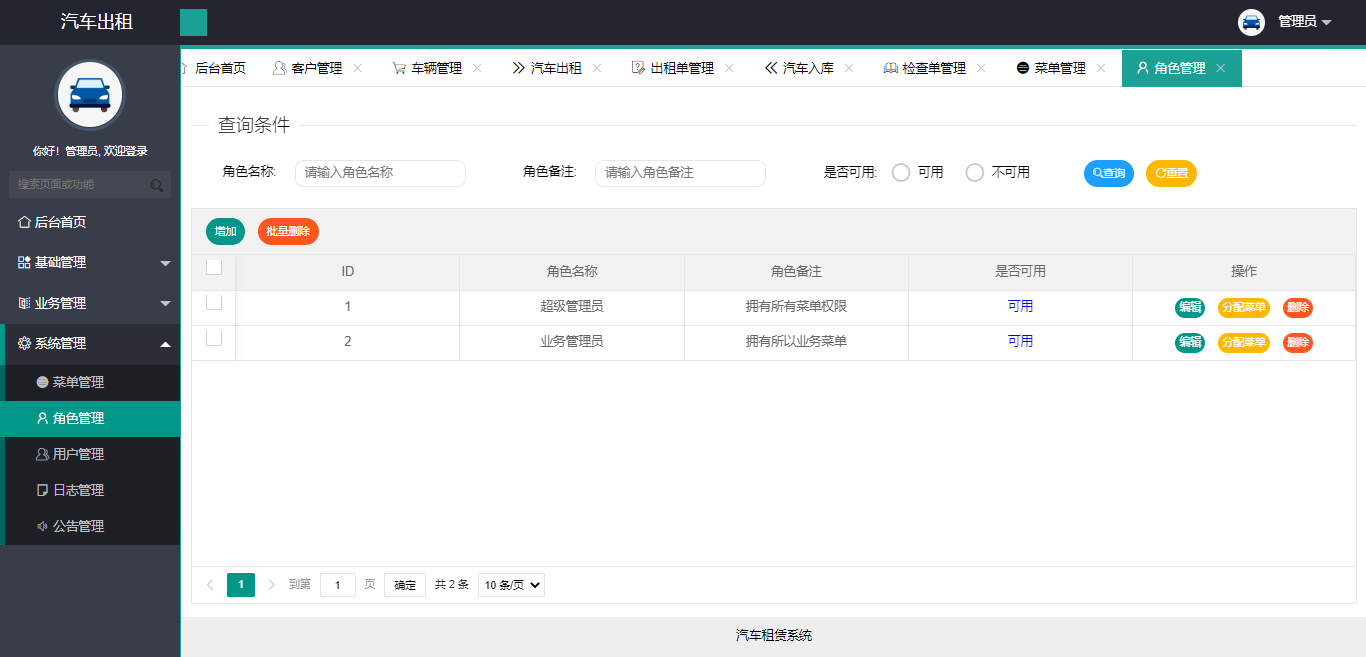 汽车出租
管理员
后台首页 客户管理 车辆管理 汽车出租 出租单管理 汽车入库 检查单管理 菜单管理 角色管理
你好！管理员, 欢迎登录
搜索页面或功能
后台首页
基础管理
业务管理
系统管理
菜单管理
角色管理
用户管理
日志管理
公告管理
查询条件
角色名称: 请输入角色名称 角色备注: 请输入角色备注 是否可用: 可用 不可用 查询 重置
增加 批量删除
ID 角色名称 角色备注 是否可用 操作
1 超级管理员 拥有所有菜单权限 可用 编辑 分配菜单 删除
2 业务管理员 拥有所以业务菜单 可用 编辑 分配菜单 删除
1 到第 1 页 确定 共 2 条 10 条/页
汽车租赁系统